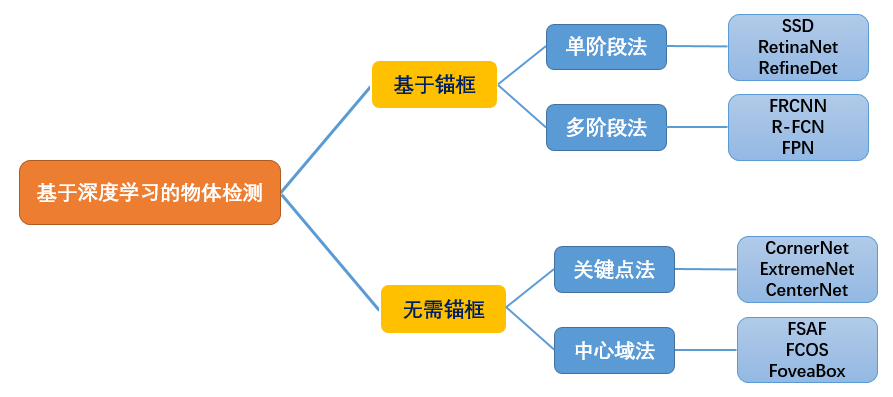 基于深度学习的物体检测
基于锚框
单阶段法
SSD
RetinaNet
RefineDet
多阶段法
FRCNN
R-FCN
FPN
无需锚框
关键点法
CornerNet
ExtremeNet
CenterNet
中心域法
FSAF
FCOS
FoveaBox